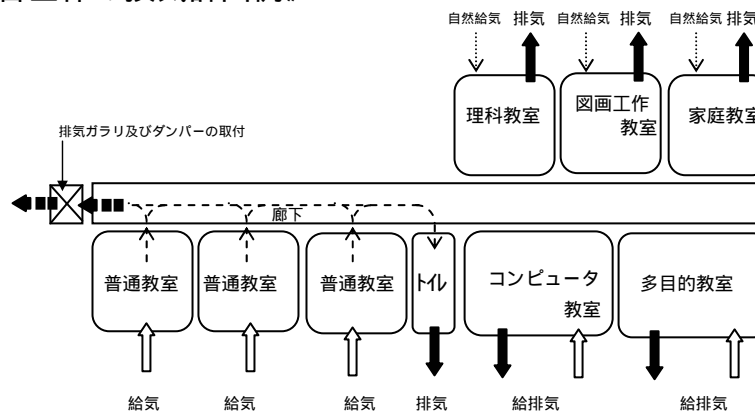 自然給気 排気 自然給気 排気 自然給気 排気
理科教室
図画工作
教室
家庭教室
排気ガラリ及びダンパーの取付
廊下
普通教室 普通教室 普通教室 トイレ
コンピュータ
教室
多目的教室
給気 給気 給気 排気 給排気 給排気